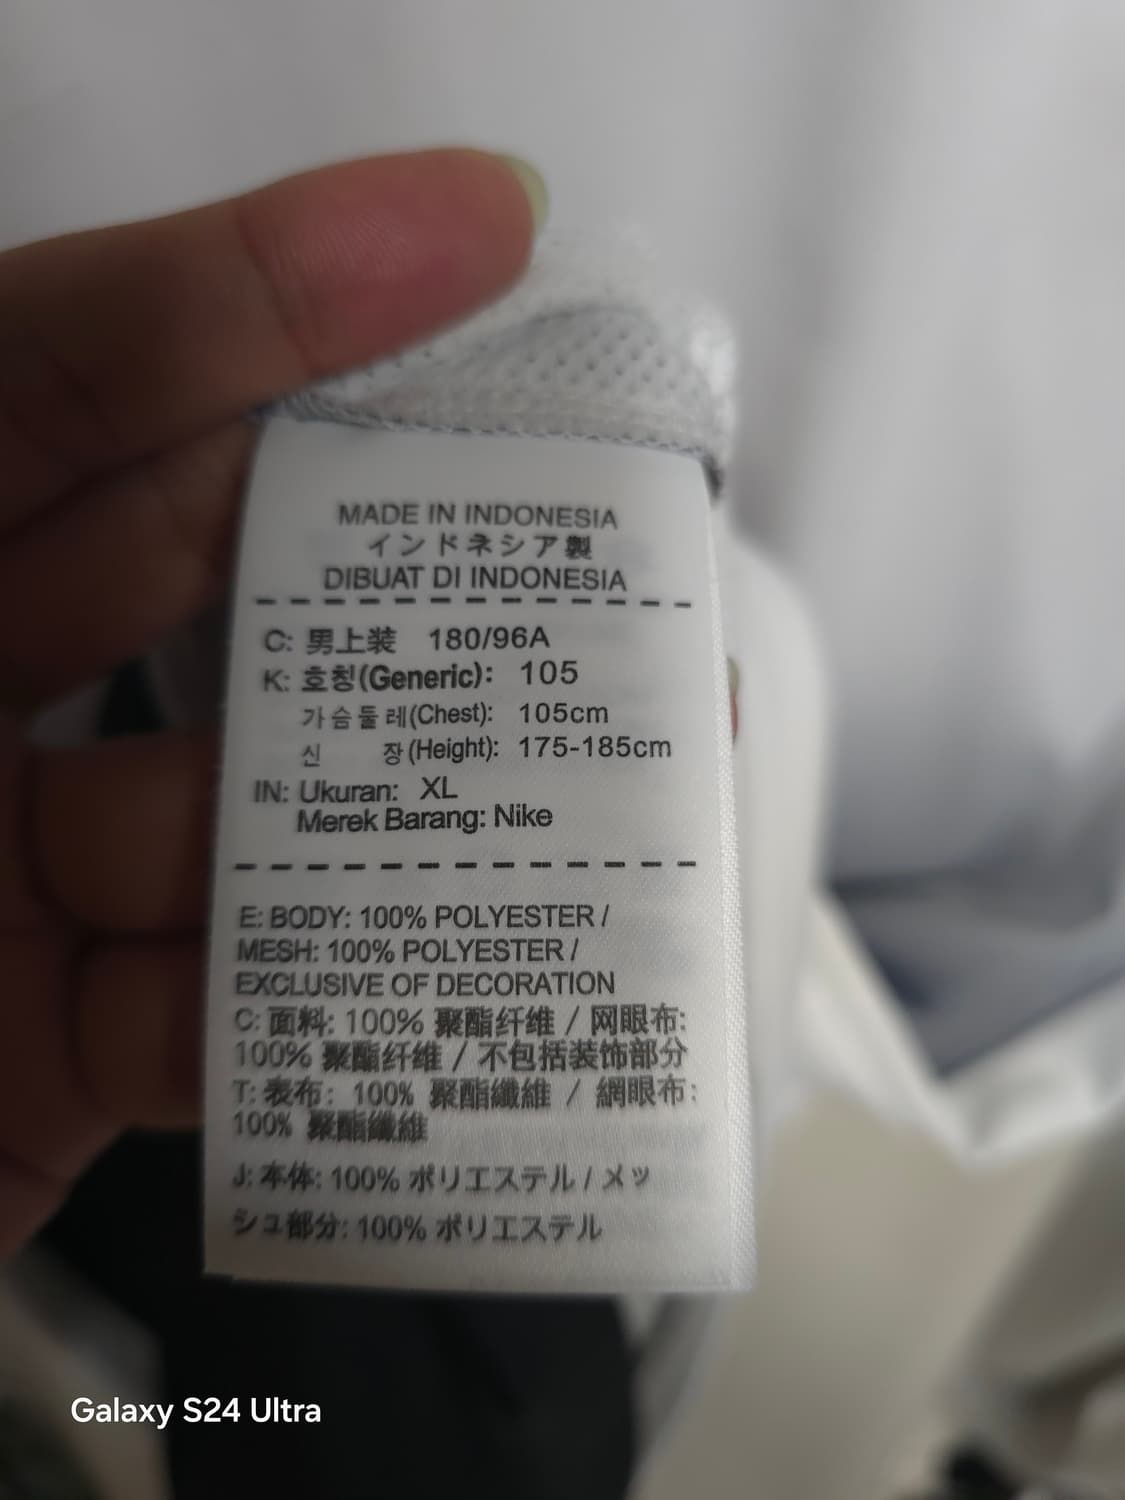 MADE IN INDONESIA
インドネシア製
DIBUAT DI INDONESIA
C: 男上装 180/96A
K: 호칭(Generic): 105
가슴둘레(Chest): 105cm
신 장(Height): 175-185cm
IN: Ukuran: XL
Merek Barang: Nike
E: BODY: 100% POLYESTER /
MESH: 100% POLYESTER /
EXCLUSIVE OF DECORATION
C: 面料: 100% 聚酯纤维 / 网眼布:
100% 聚酯纤维 / 不包括装饰部分
T: 表布: 100% 聚酯纖維 / 網眼布:
100% 聚酯纖維
J: 本体: 100% ポリエステル / メッ
シュ部分: 100% ポリエステル
Galaxy S24 Ultra